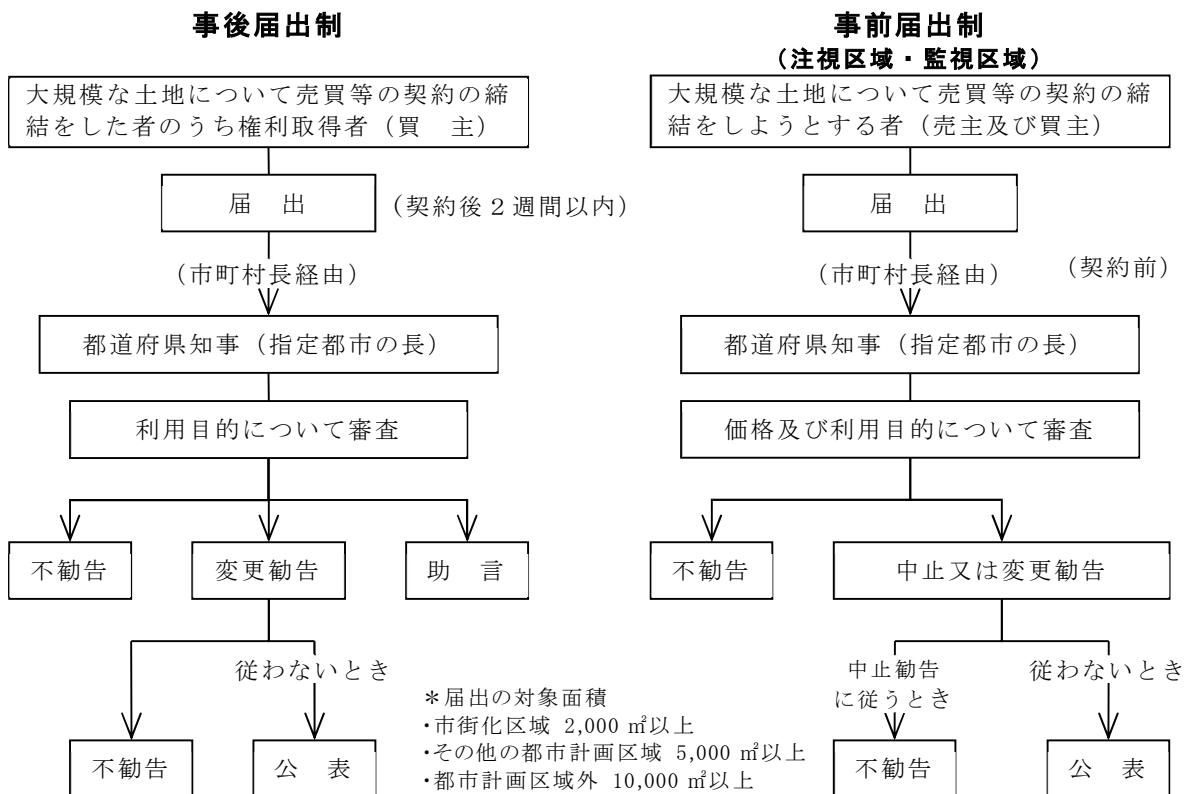 事後届出制
大規模な土地について売買等の契約の締
結をした者のうち権利取得者（買　主）
届　出
（契約後２週間以内）
（市町村長経由）
都道府県知事（指定都市の長）
利用目的について審査
不勧告
変更勧告
助　言
従わないとき
不勧告
公　表
＊届出の対象面積
・市街化区域 2,000 ㎡以上
・その他の都市計画区域 5,000 ㎡以上
・都市計画区域外 10,000 ㎡以上
事前届出制
（注視区域・監視区域）
大規模な土地について売買等の契約の締
結をしようとする者（売主及び買主）
届　出
（市町村長経由）
（契約前）
都道府県知事（指定都市の長）
価格及び利用目的について審査
不勧告
中止又は変更勧告
中止勧告
に従うとき
従わないとき
不勧告
公　表